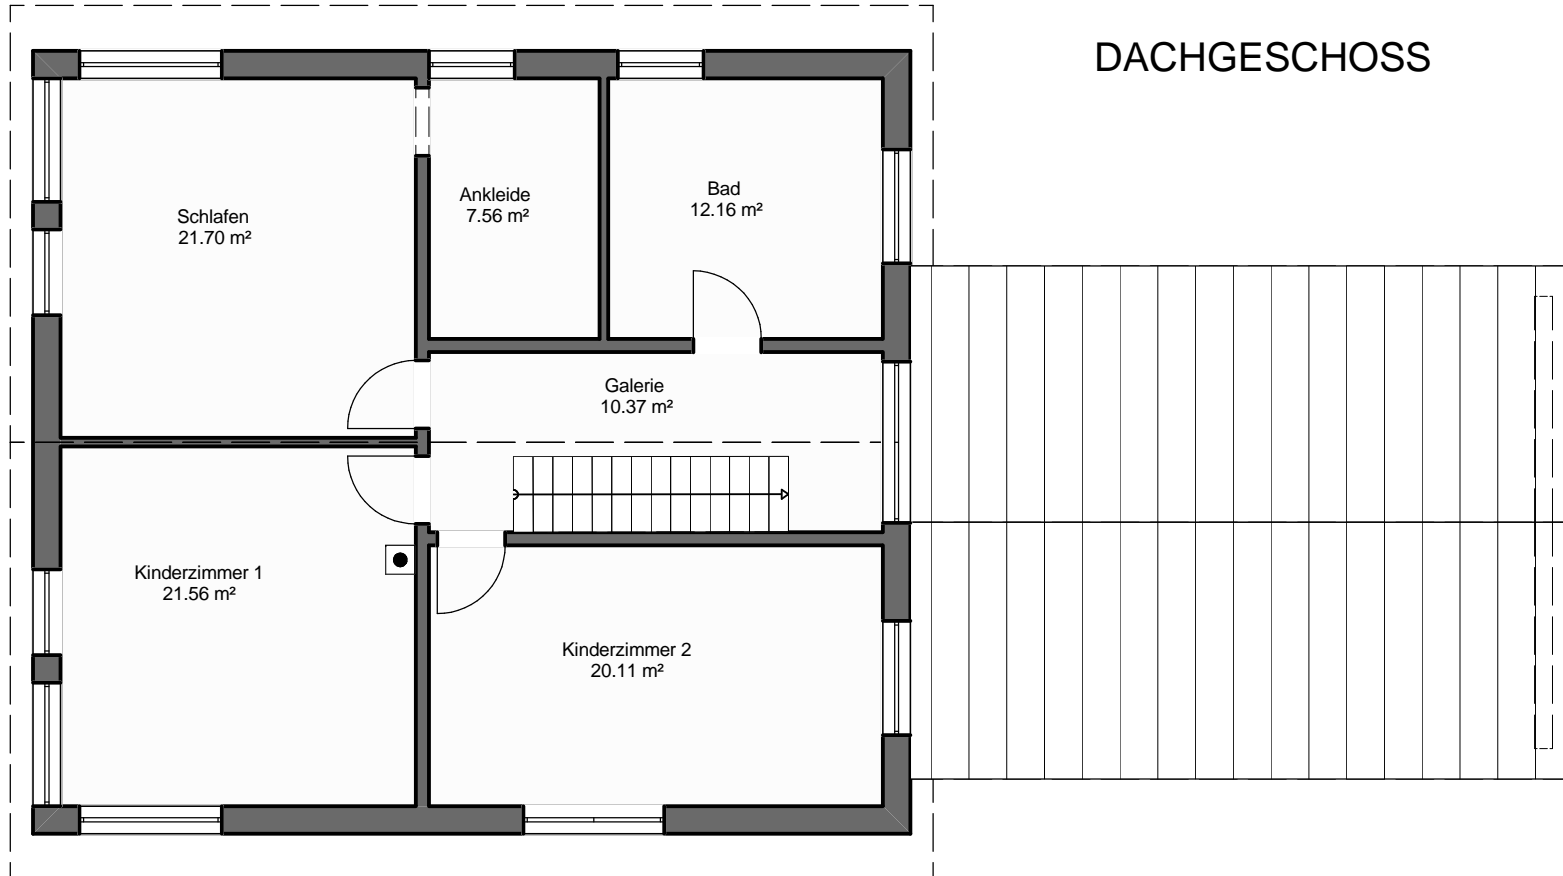 DACHGESCHOSS
Schlafen
21.70 m²
Ankleide
7.56 m²
Bad
12.16 m²
Galerie
10.37 m²
Kinderzimmer 1
21.56 m²
Kinderzimmer 2
20.11 m²